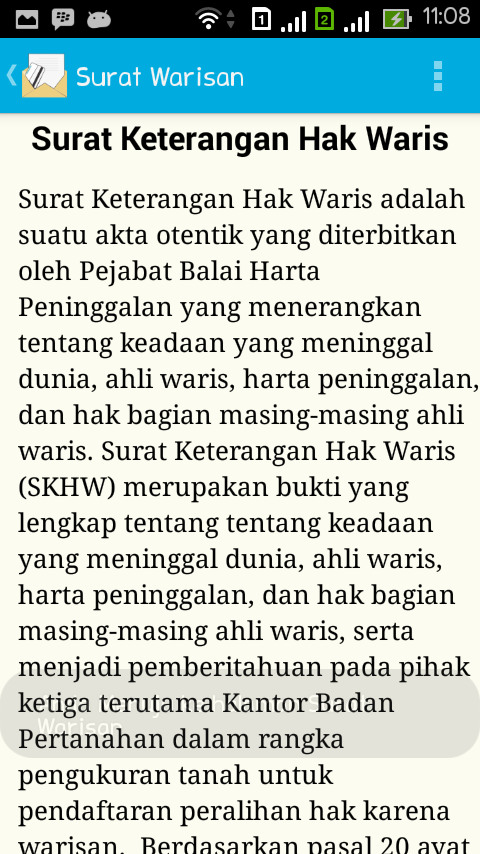 1 2 11:08
Surat Warisan
Surat Keterangan Hak Waris
Surat Keterangan Hak Waris adalah
suatu akta otentik yang diterbitkan
oleh Pejabat Balai Harta
Peninggalan yang menerangkan
tentang keadaan yang meninggal
dunia, ahli waris, harta peninggalan,
dan hak bagian masing-masing ahli
waris. Surat Keterangan Hak Waris
(SKHW) merupakan bukti yang
lengkap tentang tentang keadaan
yang meninggal dunia, ahli waris,
harta peninggalan, dan hak bagian
masing-masing ahli waris, serta
menjadi pemberitahuan pada pihak
ketiga terutama Kantor Badan
Warisan
Pertanahan dalam rangka
pengukuran tanah untuk
pendaftaran peralihan hak karena
warisan. Berdasarkan pasal 20 ayat